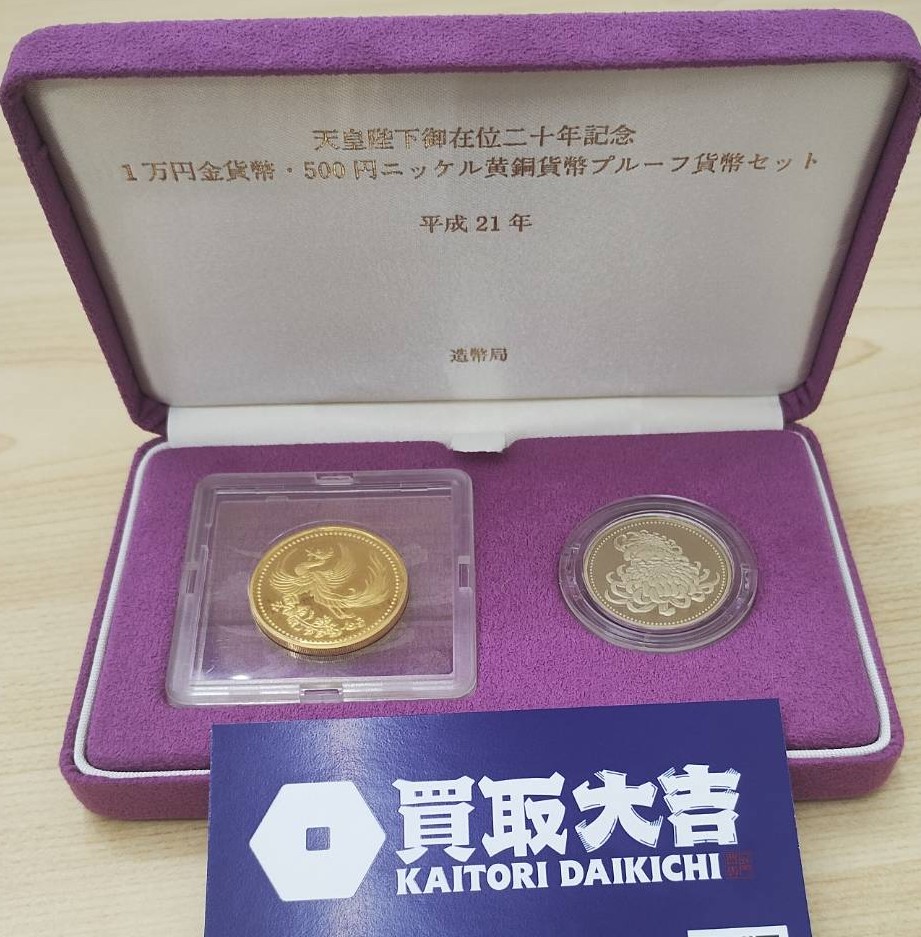 天皇陛下御在位二十年記念
1万円金貨幣・500円ニッケル黄銅貨幣プルーフ貨幣セット
平成21年
造幣局
買取大吉
KAITORI DAIKICHI